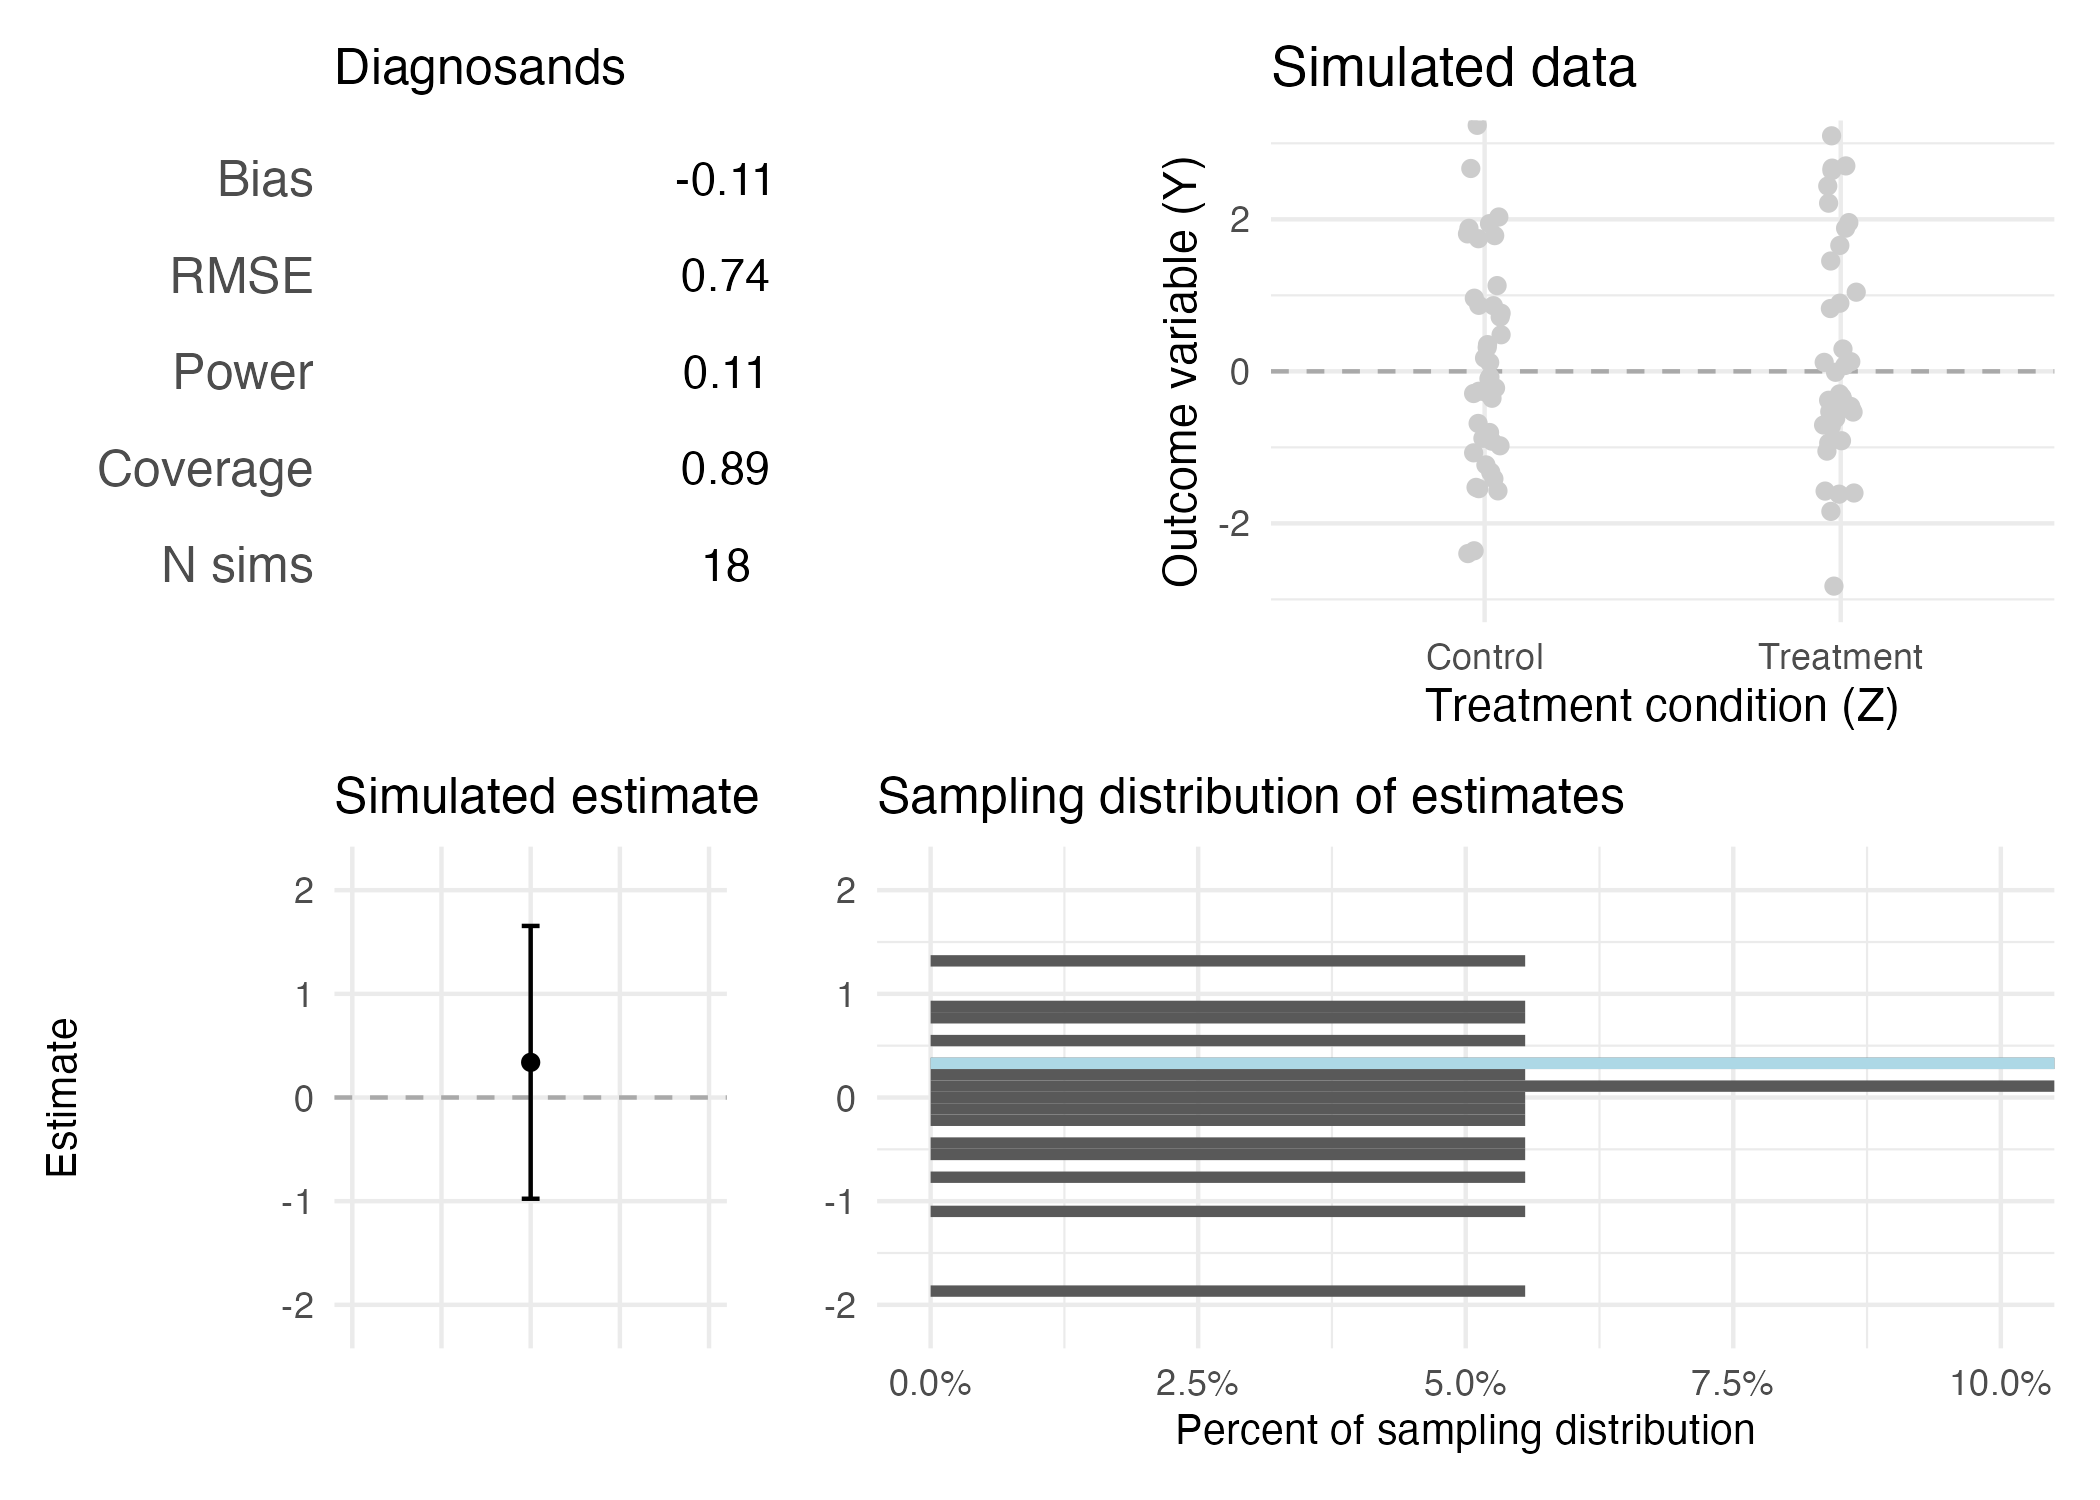 Diagnosands
Bias -0.11
RMSE 0.74
Power 0.11
Coverage 0.89
N sims 18
Simulated data
Outcome variable (Y)
2
0
-2
Control Treatment
Treatment condition (Z)
Simulated estimate
Estimate
2
1
0
-1
-2
Sampling distribution of estimates
2
1
0
-1
-2
0.0% 2.5% 5.0% 7.5% 10.0%
Percent of sampling distribution